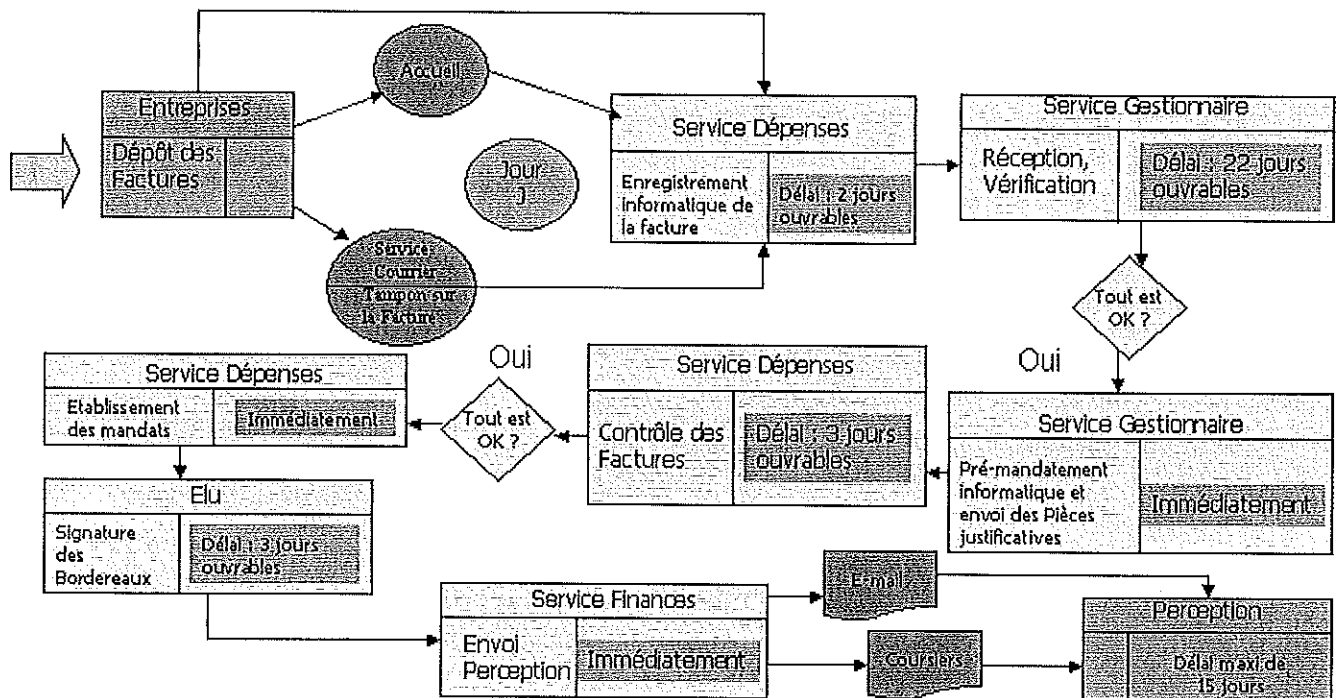 Accueil
Entreprises
Dépôt des
Factures
Jour
J
Service
Courrier
Tampon sur
la Facture
Service Dépenses
Enregistrement
informatique de
la facture
Délai : 2 jours
ouvrables
Service Gestionnaire
Réception,
Vérification
Délai : 22 jours
ouvrables
Tout est
OK ?
Oui
Service Gestionnaire
Pré-mandatement
informatique et
envoi des Pièces
justificatives
Immédiatement
Service Dépenses
Contrôle des
Factures
Délai : 3 jours
ouvrables
Oui
Tout est
OK ?
Service Dépenses
Etablissement
des mandats
Immédiatement
Elu
Signature
des
Bordereaux
Délai : 3 jours
ouvrables
Service Finances
Envoi
Perception
Immédiatement
E-mail
Coursiers
Perception
Délai maxi de
15 jours